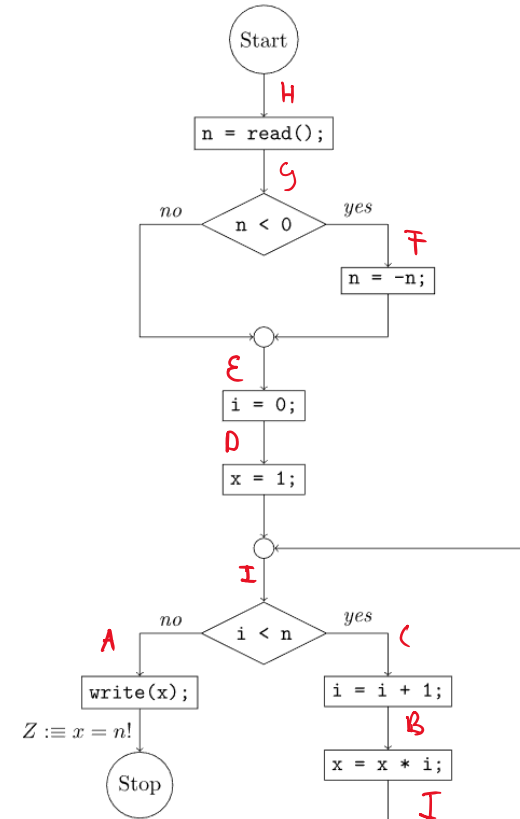 Start
H
n = read();
G
no
n < 0
yes
F
n = -n;
E
i = 0;
D
x = 1;
I
no
i < n
yes
A
C
write(x);
i = i + 1;
Z :≡ x = n!
B
Stop
x = x * i;
I